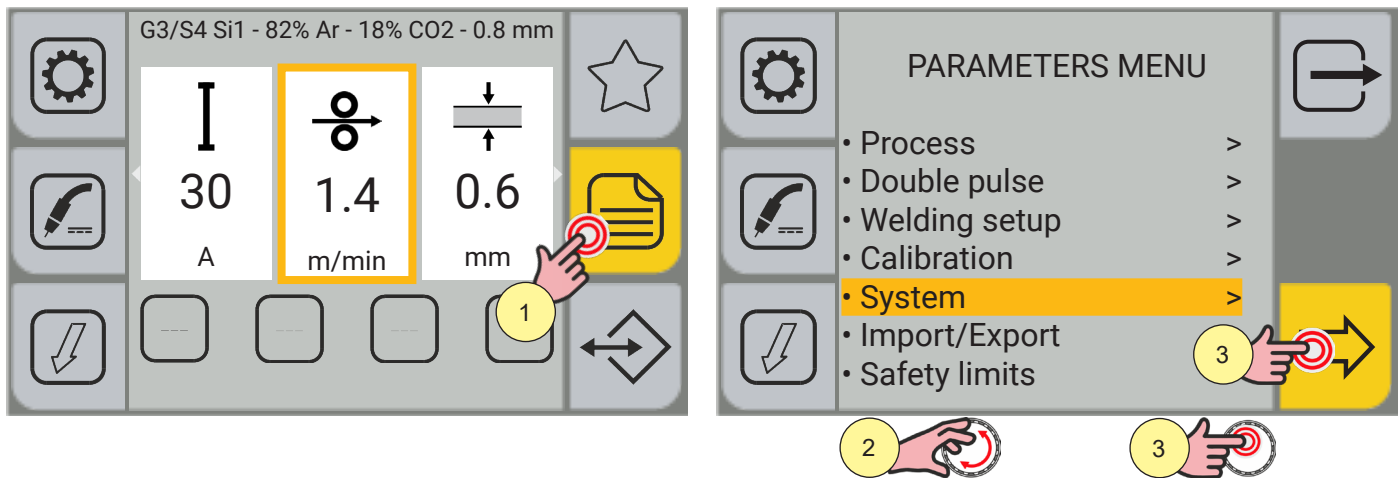 G3/S4 Si1 - 82% Ar - 18% CO2 - 0.8 mm
30
1.4
0.6
A
m/min
mm
1
---
---
---
PARAMETERS MENU
• Process >
• Double pulse >
• Welding setup >
• Calibration >
• System >
• Import/Export
• Safety limits
3
2
3